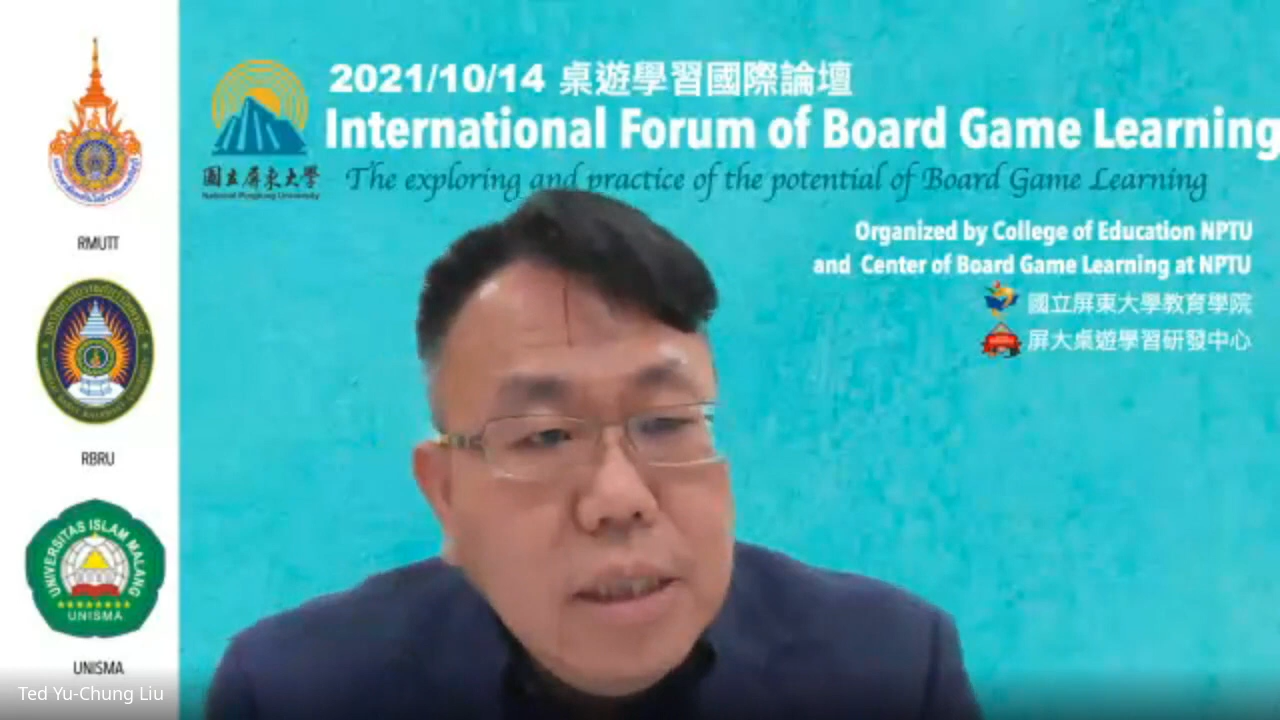 2021/10/14 桌遊學習國際論壇
International Forum of Board Game Learning
國立屏東大學
National Pingtung University
The exploring and practice of the potential of Board Game Learning
Organized by College of Education NPTU
and Center of Board Game Learning at NPTU
國立屏東大學教育學院
屏大桌遊學習研發中心
RMUTT
RBRU
UNIVERSITAS ISLAM MALANG
UNISMA
UNISMA
Ted Yu-Chung Liu